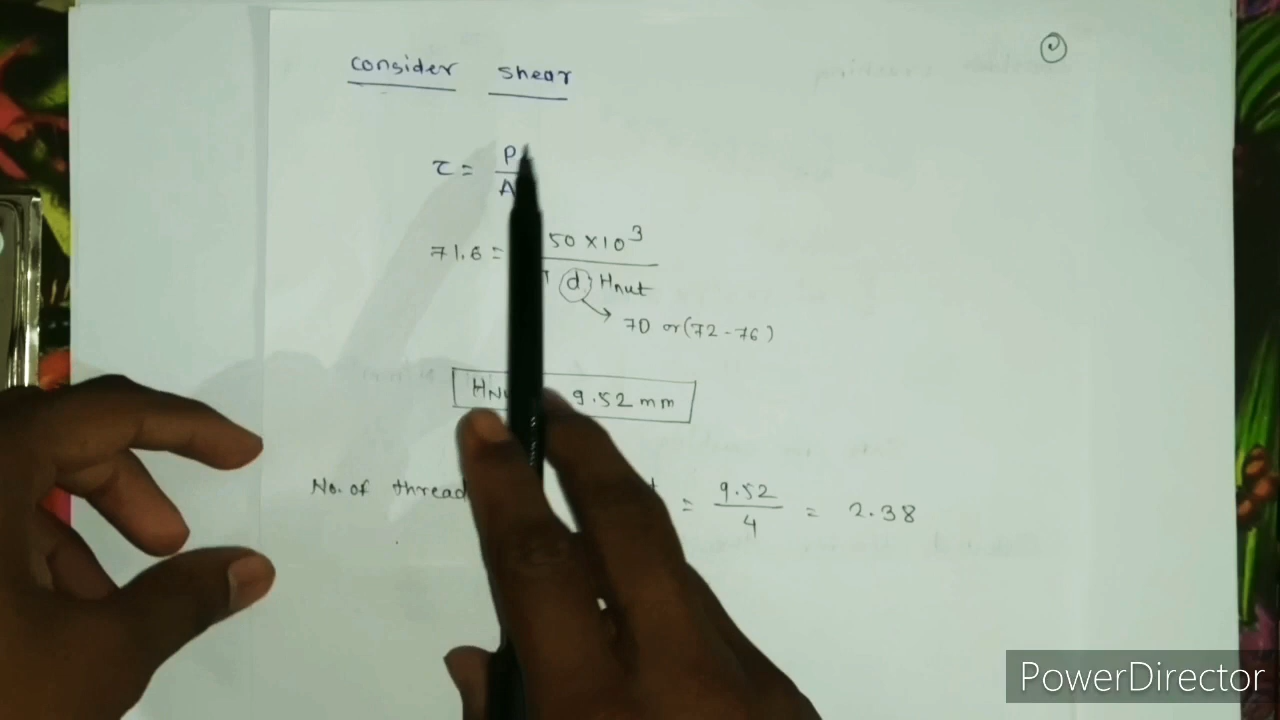 consider shear
τ = P
A
71.6 = 50 × 10³
d Hnut
70 or (72 - 76)
9.52 mm
No. of thread = 9.52
4 = 2.38
PowerDirector